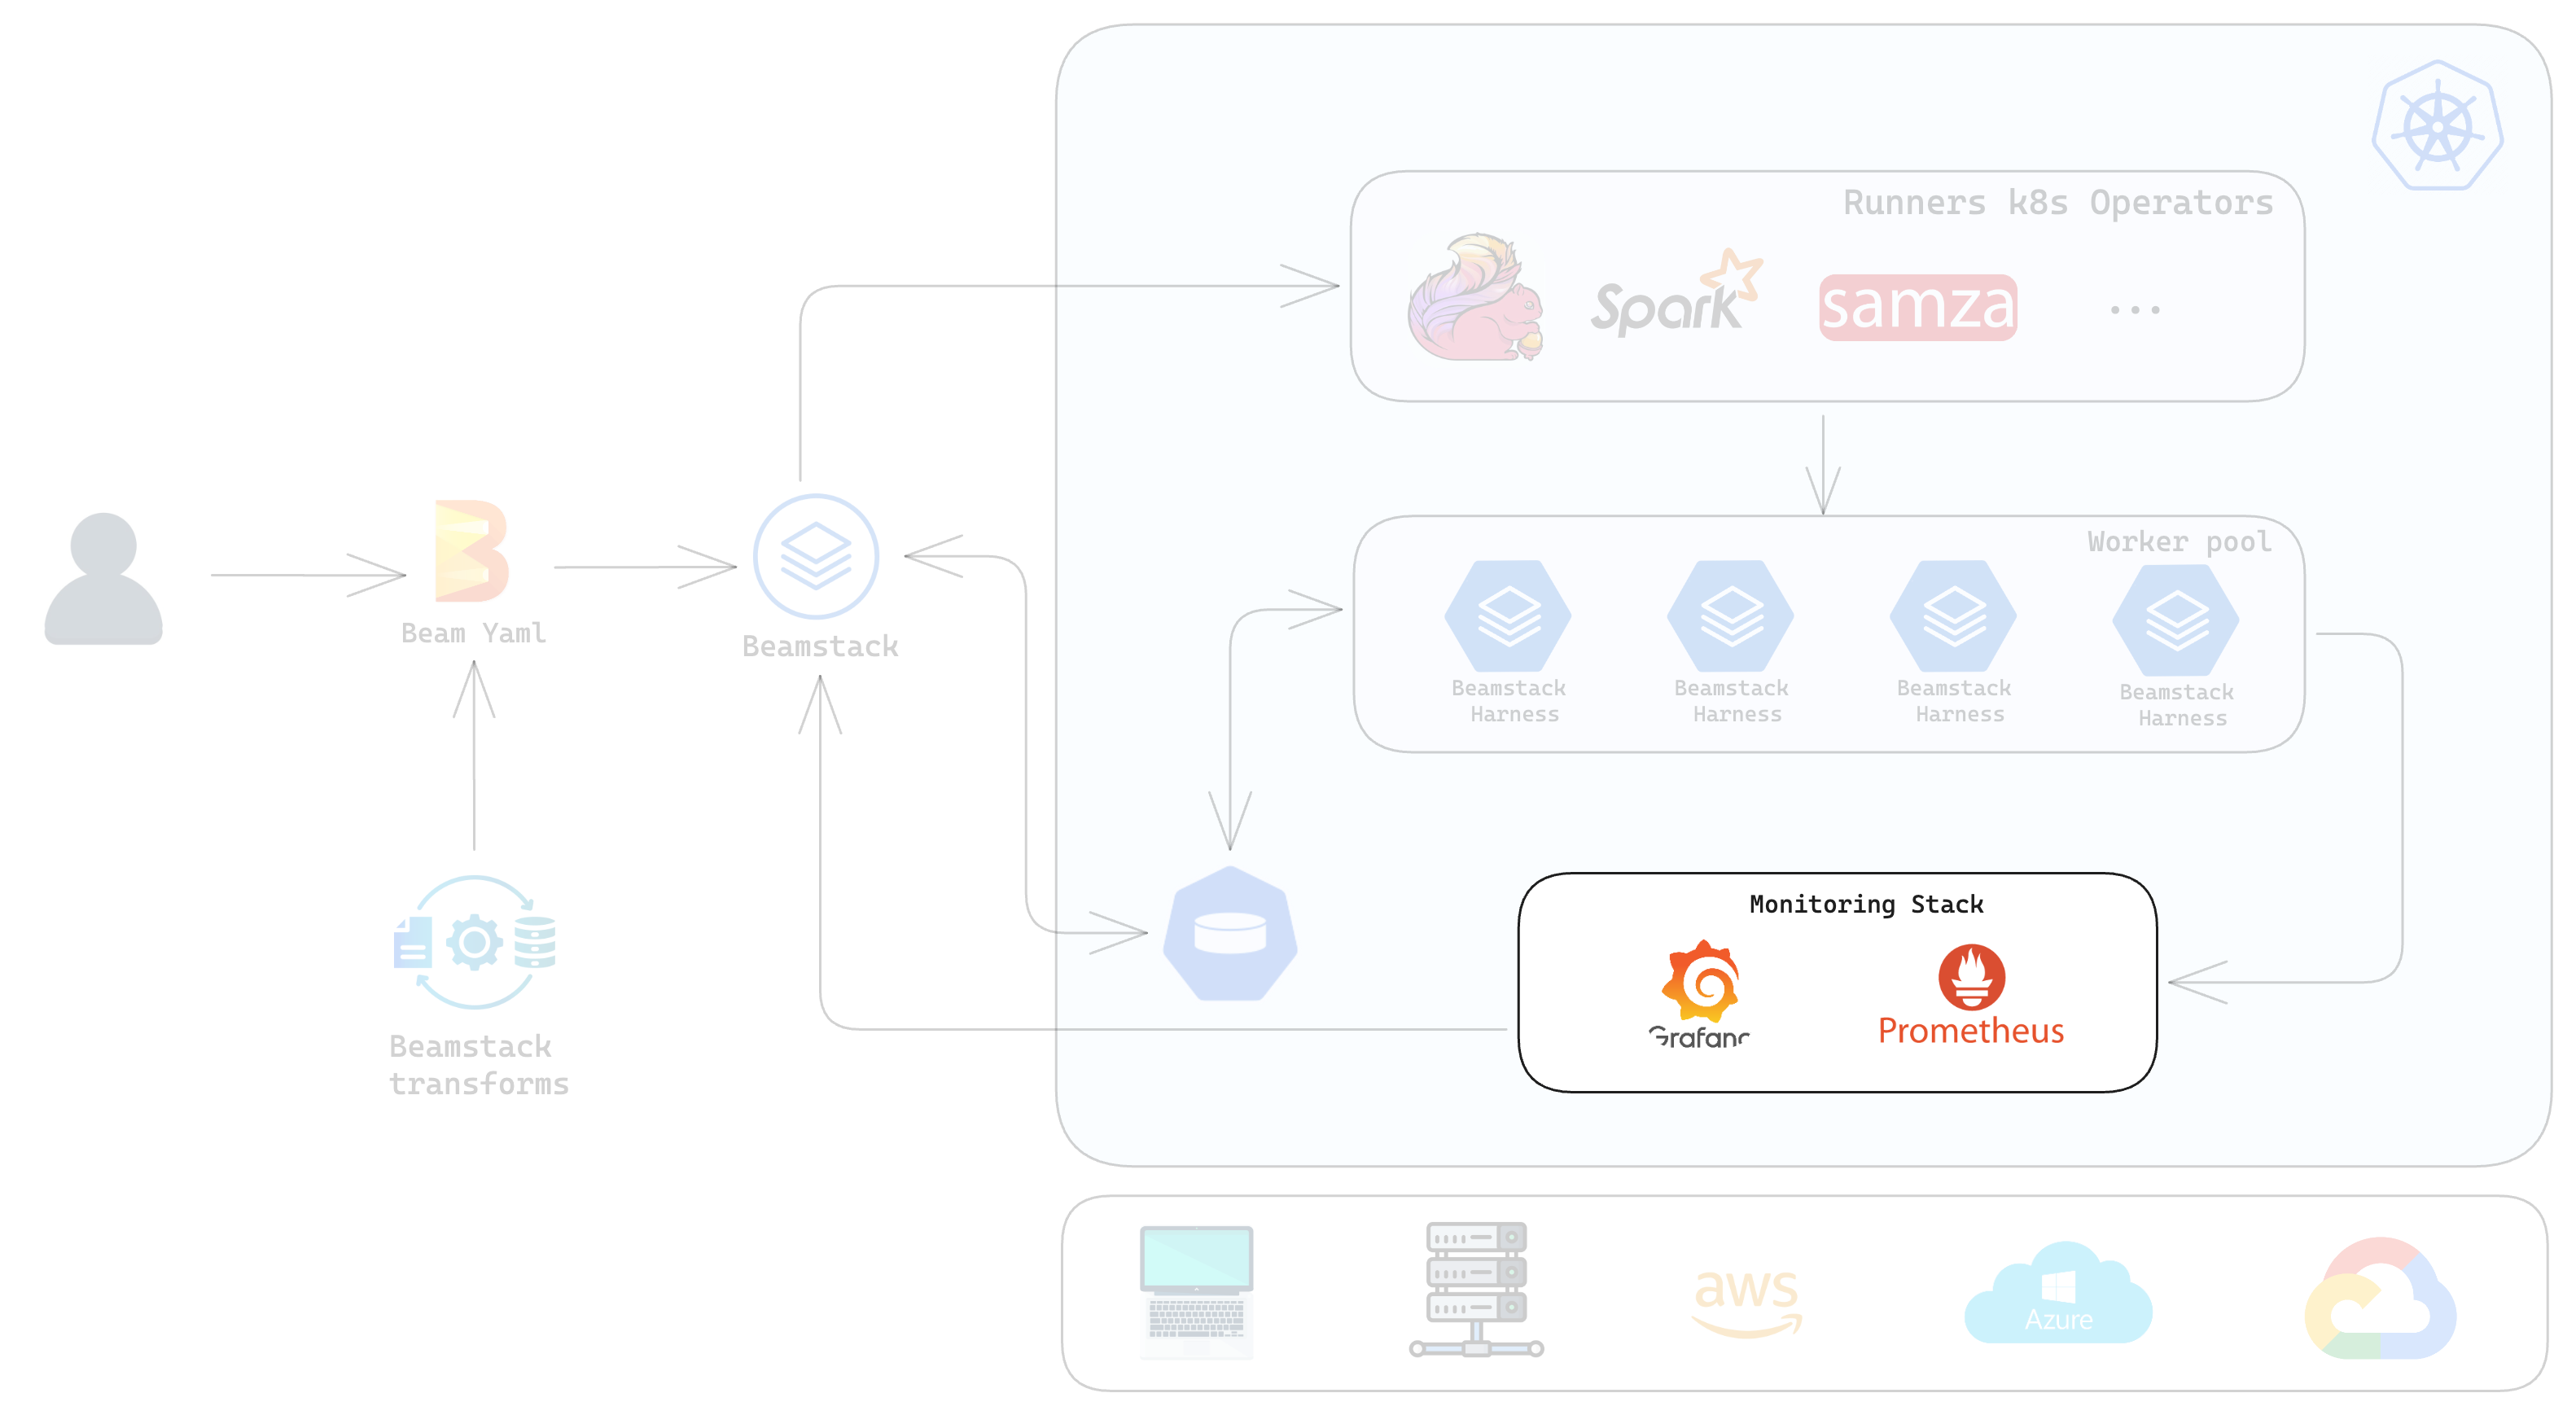 Runners k8s Operators
Spark
samza
...
Worker pool
Beam Yaml
Beamstack
Beamstack
Harness
Beamstack
Harness
Beamstack
Harness
Beamstack
Harness
Monitoring Stack
Grafana
Prometheus
Beamstack
transforms
aws
Azure